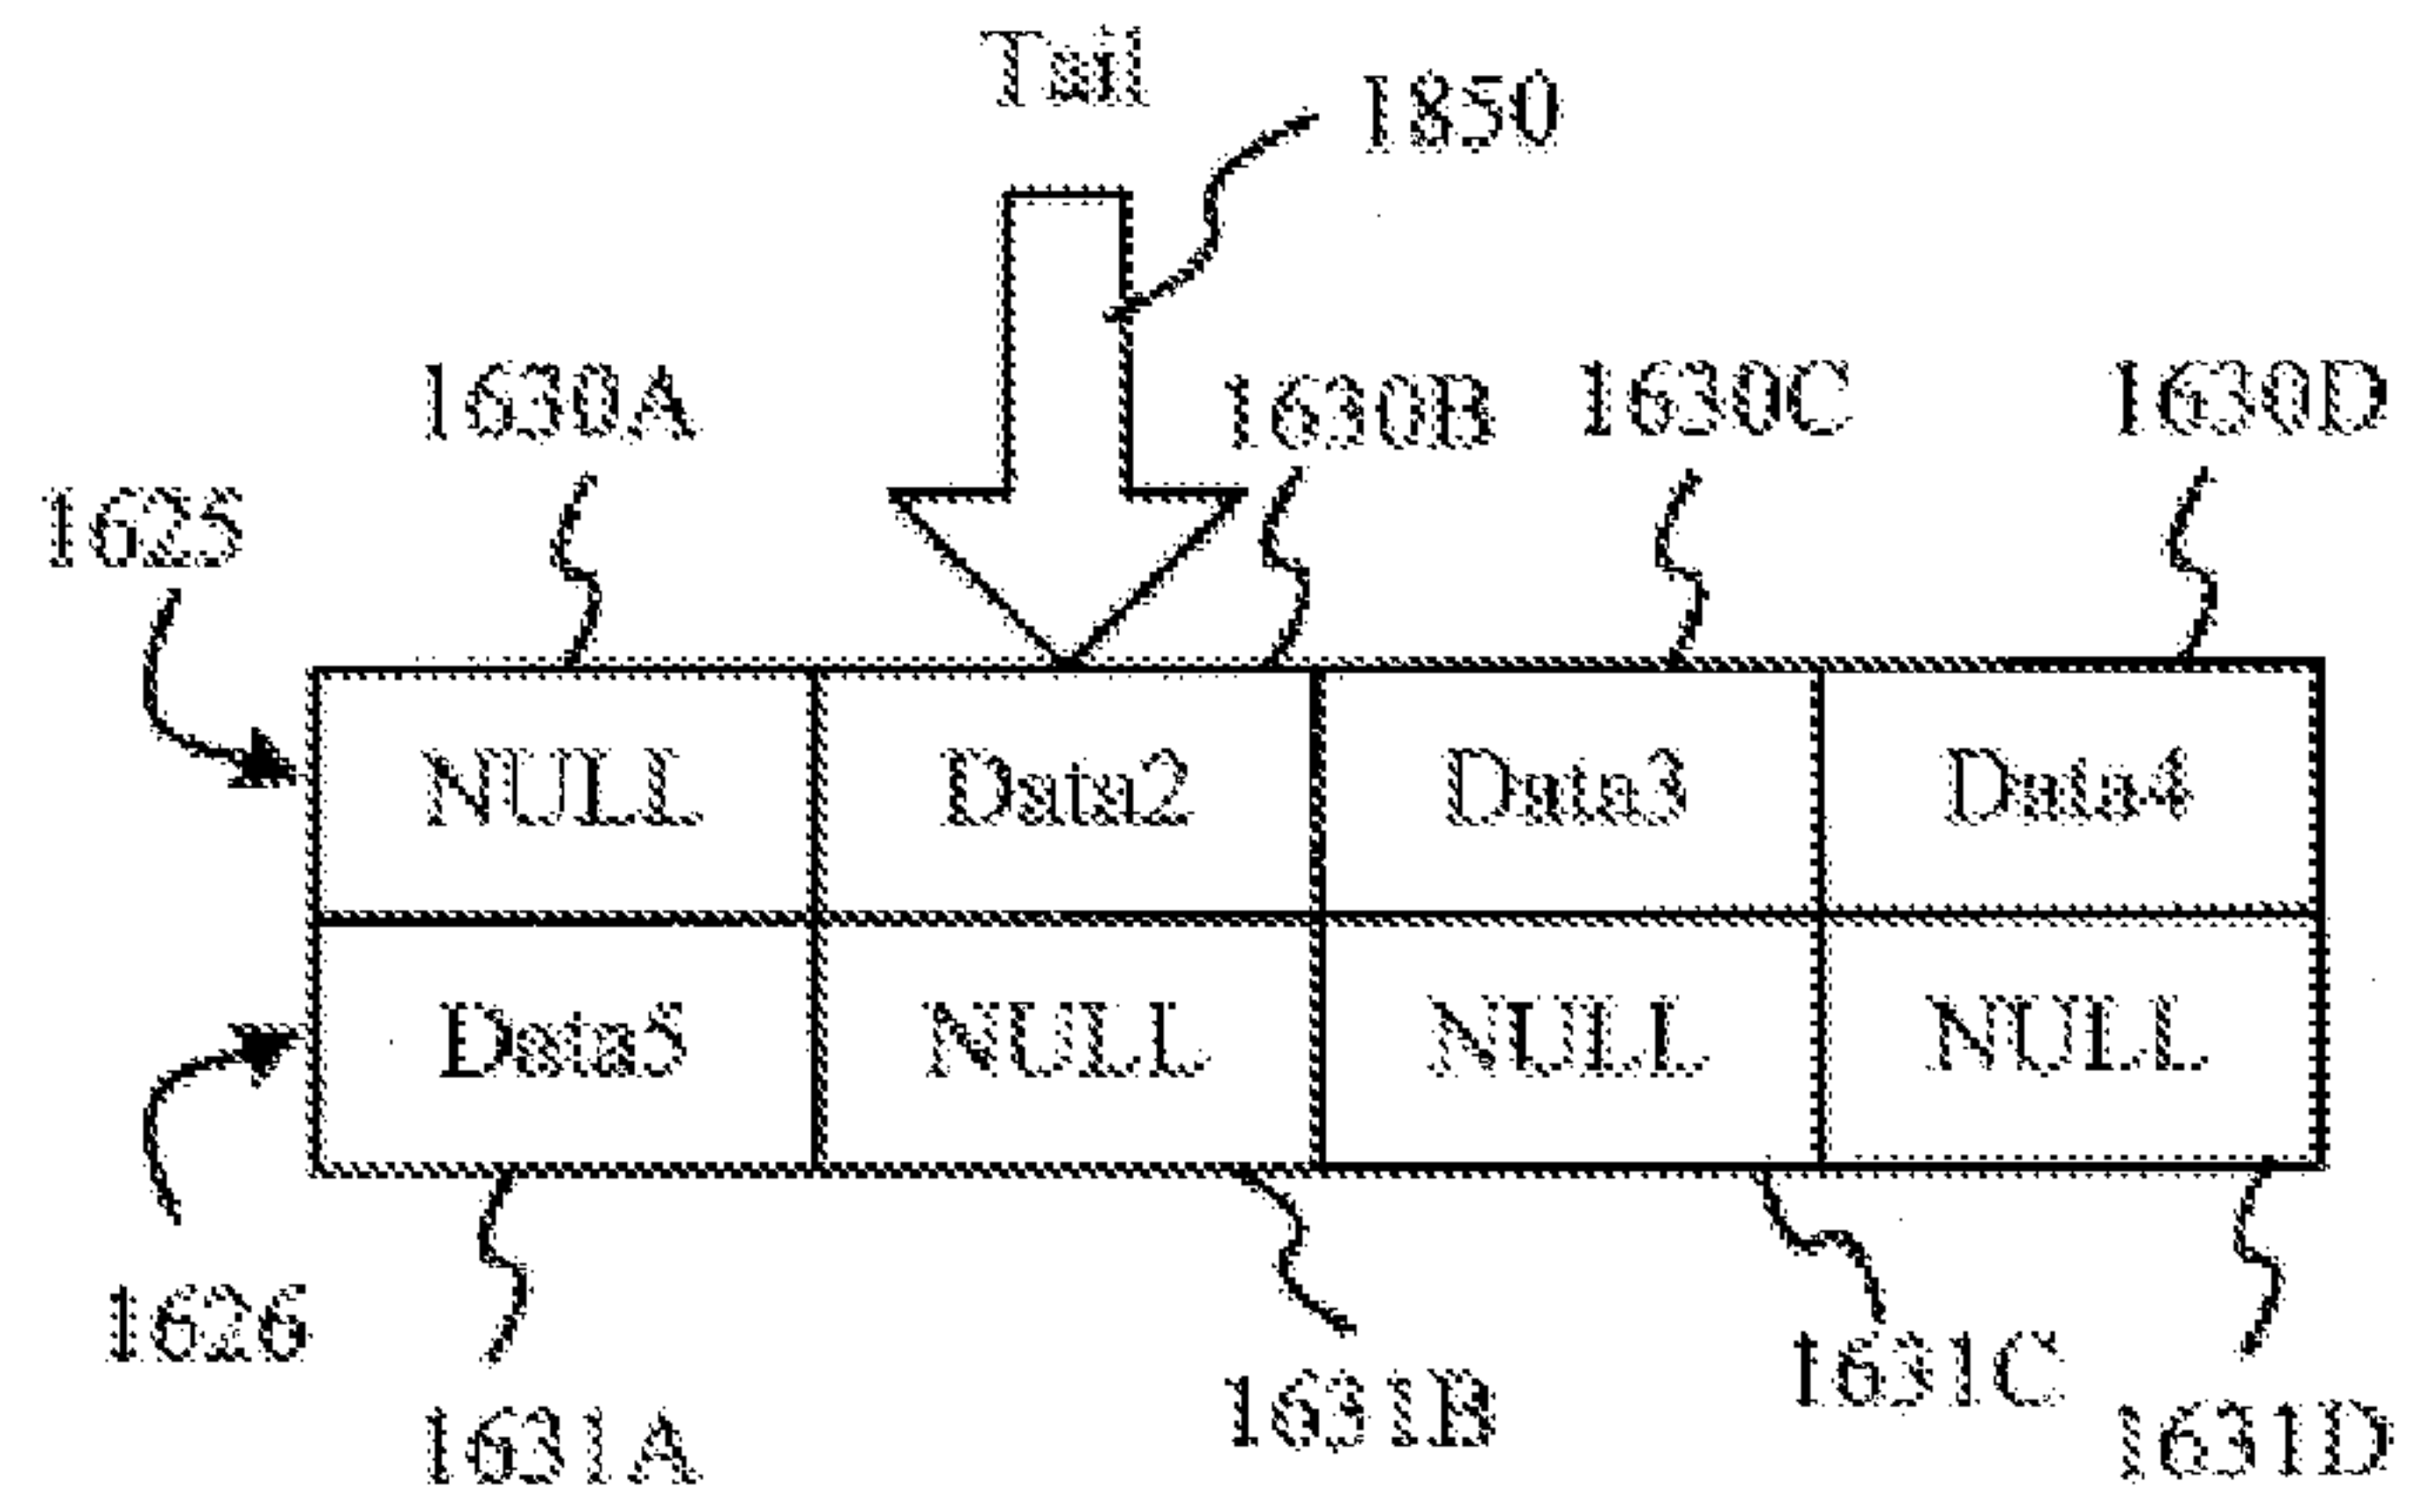 Tail
1850
1630A
1630B
1630C
1630D
1625
NULL Data2 Data3 Data4
Data5 NULL NULL NULL
1626
1631A
1631B
1631C
1631D